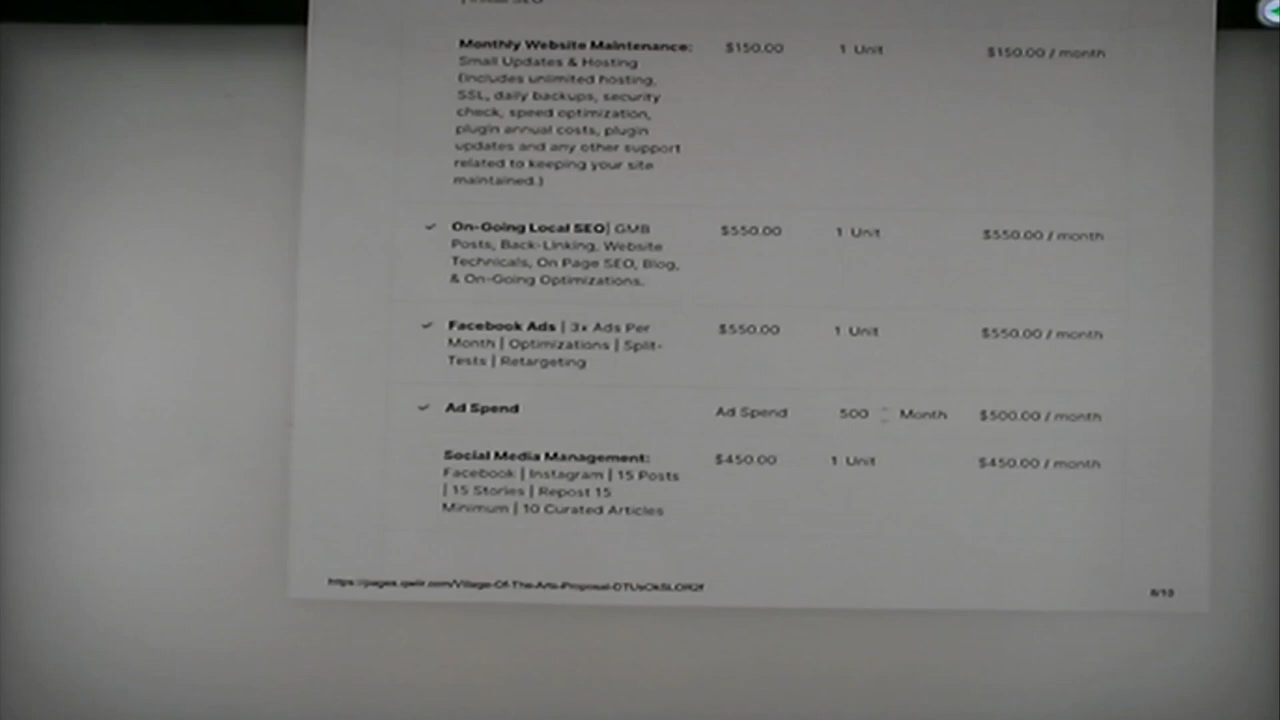 Monthly Website Maintenance: $150.00 1 Unit $150.00 / month
Small Updates & Hosting
(Includes unlimited hosting,
SSL, daily backups, security
check, speed optimization,
plugin annual costs, plugin
updates and any other support
related to keeping your site
maintained.)
On-Going Local SEO| GMB $550.00 1 Unit $550.00 / month
Posts, Back-Linking, Website
Technicals, On Page SEO, Blog,
& On-Going Optimizations.
Facebook Ads | 3x Ads Per $550.00 1 Unit $550.00 / month
Month | Optimizations | Split-
Tests | Retargeting
Ad Spend Ad Spend 500 Month $500.00 / month
Social Media Management: $450.00 1 Unit $450.00 / month
Facebook | Instagram | 15 Posts
| 15 Stories | Repost 15
Minimum | 10 Curated Articles